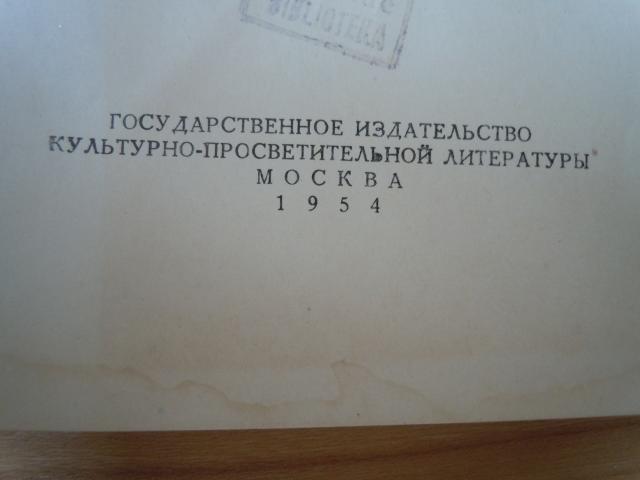 BIBLIOTEKA
ГОСУДАРСТВЕННОЕ ИЗДАТЕЛЬСТВО
КУЛЬТУРНО-ПРОСВЕТИТЕЛЬНОЙ ЛИТЕРАТУРЫ
МОСКВА
1954